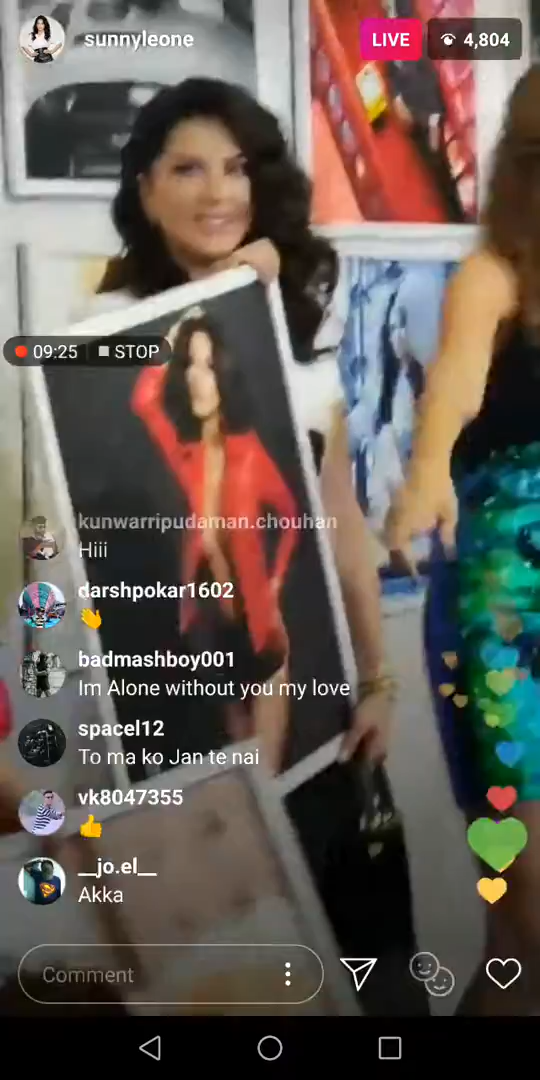 sunnyleone
LIVE
4,804
09:25
STOP
kunwarripudaman.chouhan
Hiii
darshpokar1602
badmashboy001
Im Alone without you my love
spacel12
To ma ko Jan te nai
vk8047355
__jo.el__
Akka
Comment